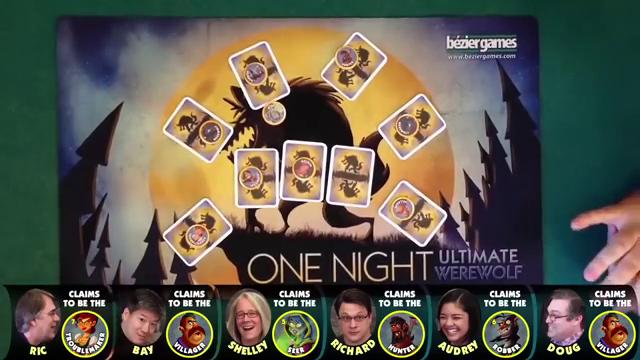 béziergames
www.beziergames.com
ONE NIGHT
ULTIMATE
WEREWOLF
CLAIMS
TO BE THE
RIC
TROUBLEMAKER
CLAIMS
TO BE THE
BAY
VILLAGER
CLAIMS
TO BE THE
SHELLEY
SEER
CLAIMS
TO BE THE
RICHARD
HUNTER
CLAIMS
TO BE THE
AUDREY
ROBBER
CLAIMS
TO BE THE
DOUG
VILLAGER